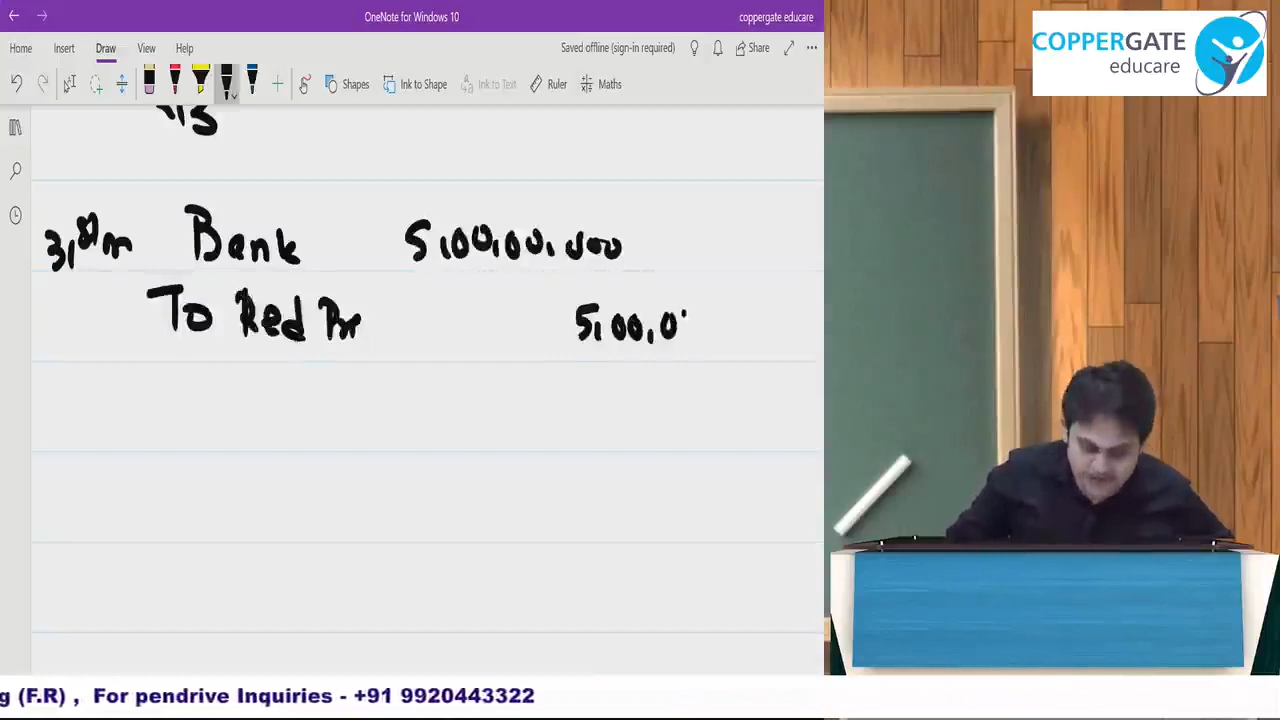 OneNote for Windows 10
coppergate educare
Home Insert Draw View Help
Saved offline (sign-in required)
Share
Shapes
Ink to Shape
Ink to Text
Ruler
Maths
COPPERGATE
educare
31st m Bank 5,00,00,000
To Red Pr 5,00,0
g (F.R) , For pendrive Inquiries - +91 9920443322